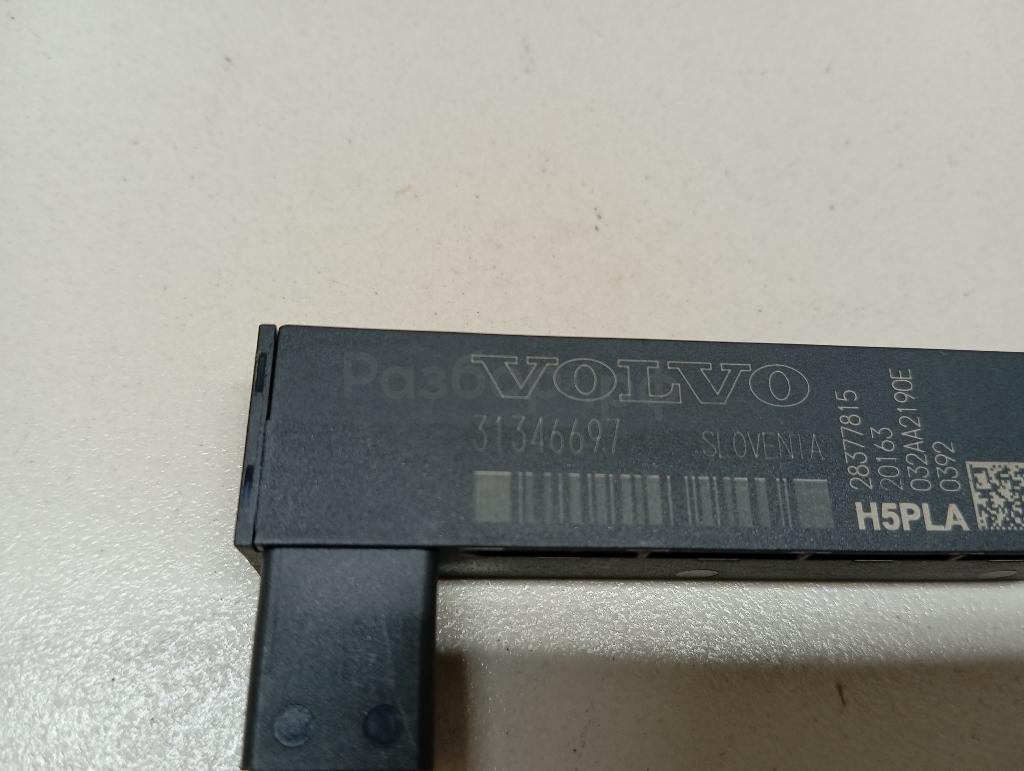 VOLVO
31346697
SLOVENIA
28377815
20163
032AA2190E
0392
H5PLA